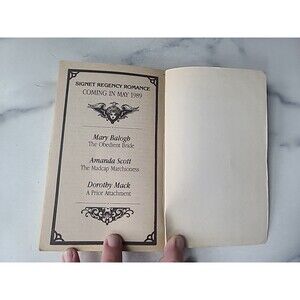 SIGNET REGENCY ROMANCE
COMING IN MAY 1989
Mary Balogh
The Obedient Bride
Amanda Scott
The Madcap Marchioness
Dorothy Mack
A Prior Attachment